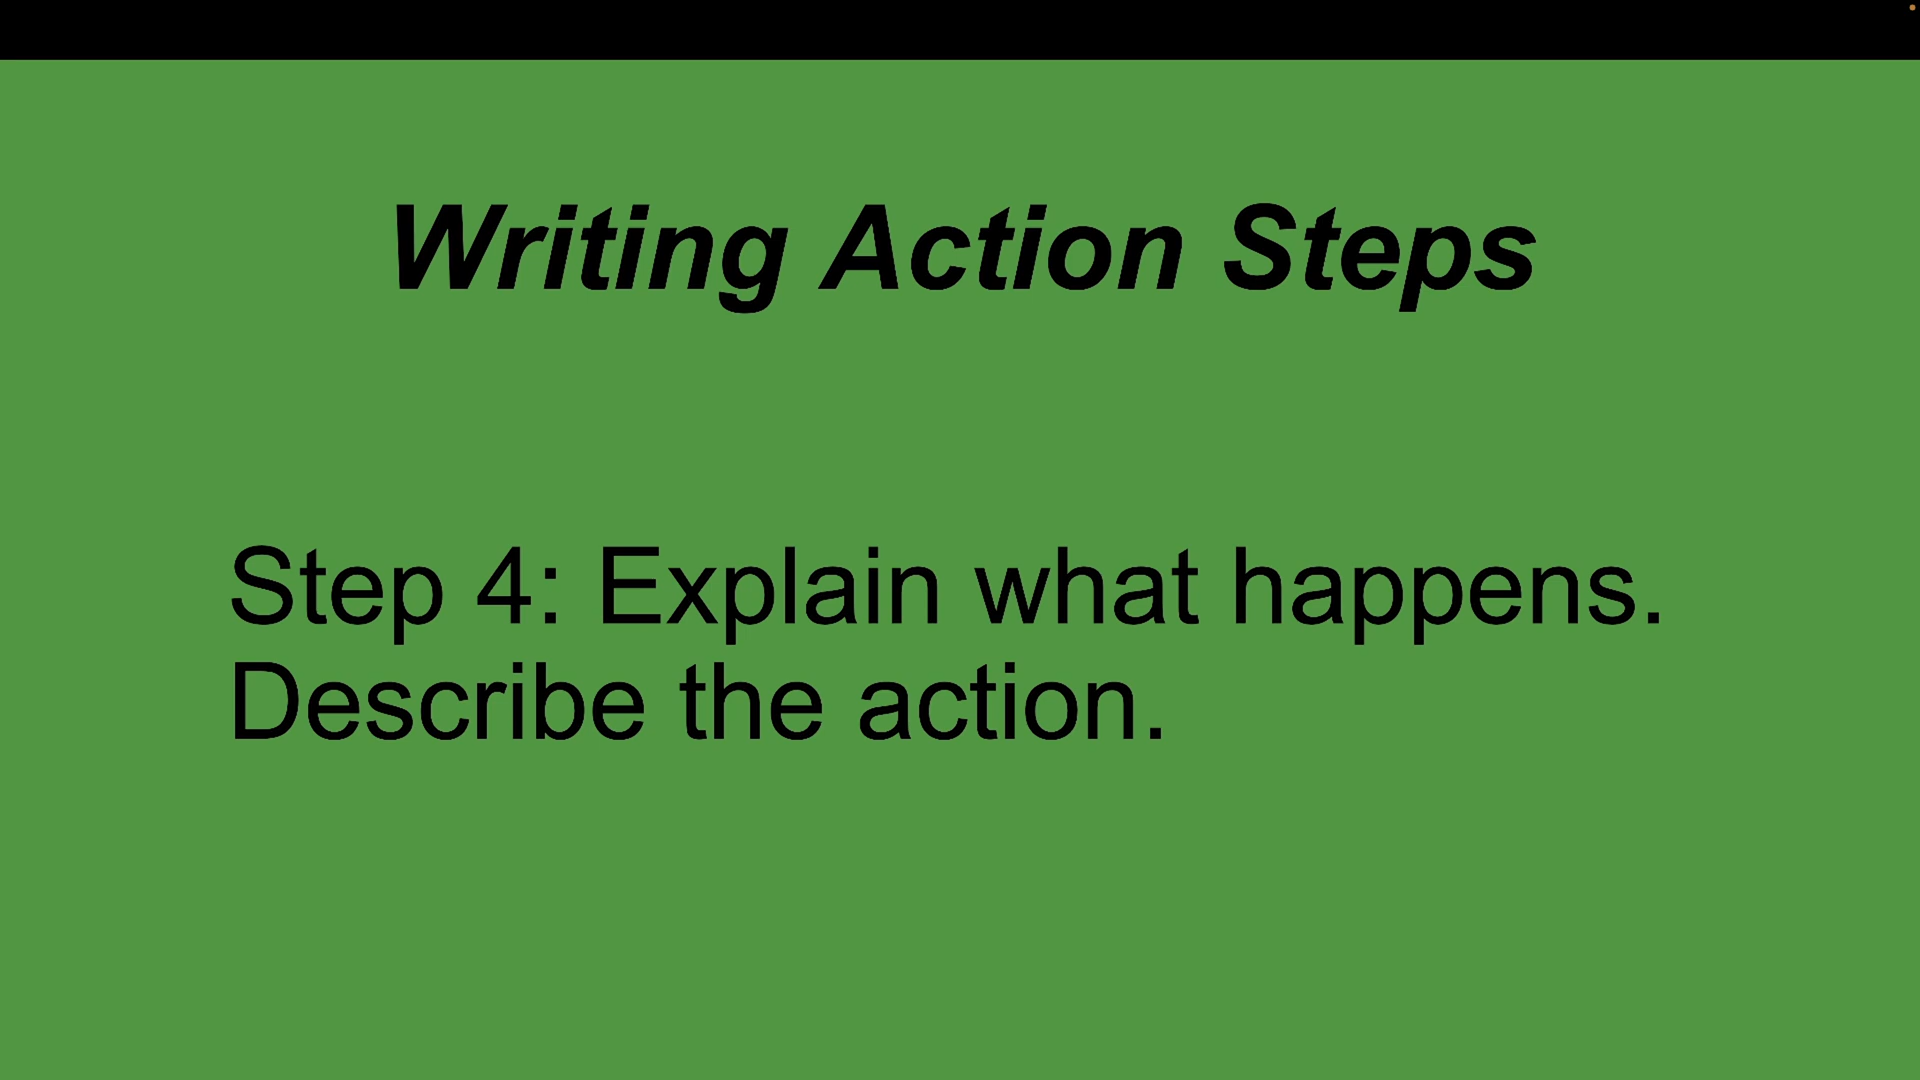 Writing Action Steps
Step 4: Explain what happens.
Describe the action.